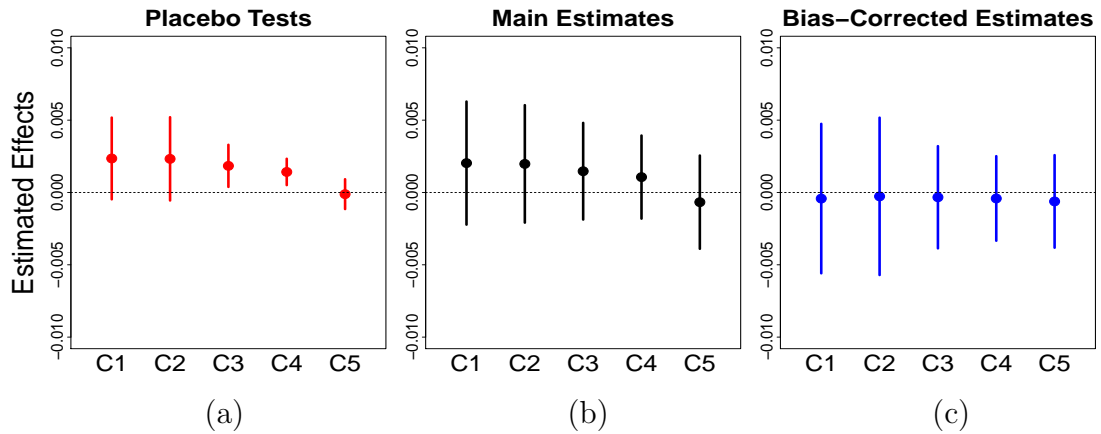 Placebo Tests
Main Estimates
Bias−Corrected Estimates
Estimated Effects
0.010
0.005
0.000
−0.005
−0.010
0.010
0.005
0.000
−0.005
−0.010
0.010
0.005
0.000
−0.005
−0.010
C1 C2 C3 C4 C5
C1 C2 C3 C4 C5
C1 C2 C3 C4 C5
(a)
(b)
(c)